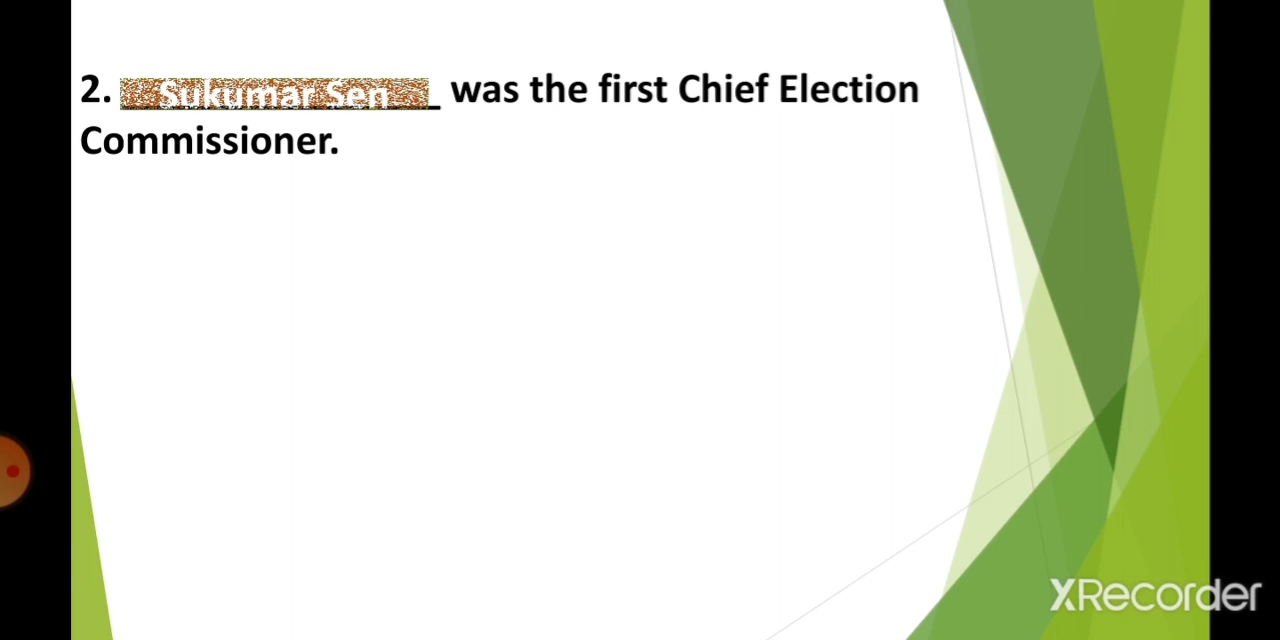 2. Sukumar Sen was the first Chief Election
Commissioner.
XRecorder